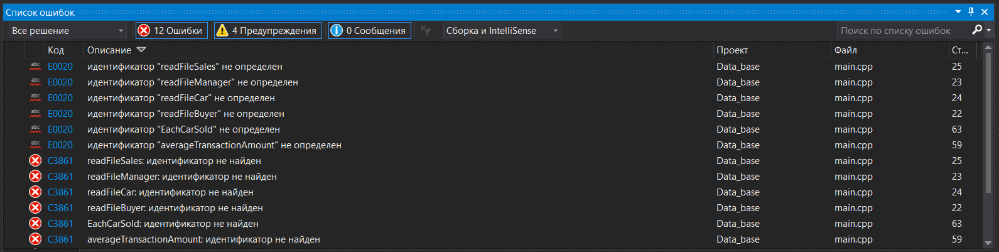 Список ошибок
Все решение 12 Ошибки 4 Предупреждения 0 Сообщения Сборка и IntelliSense Поиск по списку ошибок
Код Описание Проект Файл Ст...
abc E0020 идентификатор "readFileSales" не определен Data_base main.cpp 25
abc E0020 идентификатор "readFileManager" не определен Data_base main.cpp 23
abc E0020 идентификатор "readFileCar" не определен Data_base main.cpp 24
abc E0020 идентификатор "readFileBuyer" не определен Data_base main.cpp 22
abc E0020 идентификатор "EachCarSold" не определен Data_base main.cpp 63
abc E0020 идентификатор "averageTransactionAmount" не определен Data_base main.cpp 59
C3861 readFileSales: идентификатор не найден Data_base main.cpp 25
C3861 readFileManager: идентификатор не найден Data_base main.cpp 23
C3861 readFileCar: идентификатор не найден Data_base main.cpp 24
C3861 readFileBuyer: идентификатор не найден Data_base main.cpp 22
C3861 EachCarSold: идентификатор не найден Data_base main.cpp 63
C3861 averageTransactionAmount: идентификатор не найден Data_base main.cpp 59